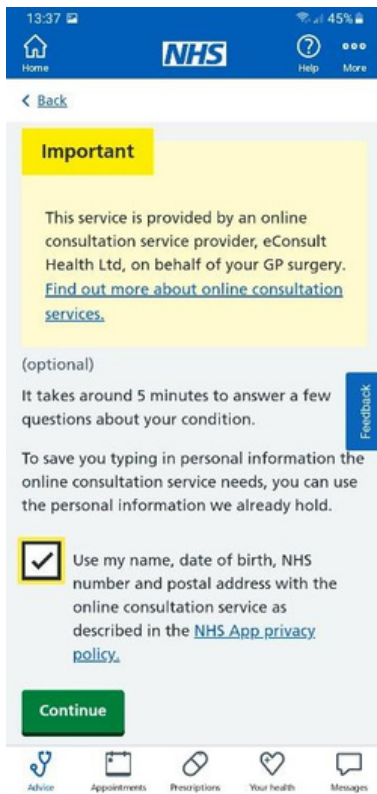 13:37 45%
NHS
Home Help More
Back
Important
This service is provided by an online
consultation service provider, eConsult
Health Ltd, on behalf of your GP surgery.
Find out more about online consultation
services.
(optional)
It takes around 5 minutes to answer a few
questions about your condition.
Feedback
To save you typing in personal information the
online consultation service needs, you can use
the personal information we already hold.
Use my name, date of birth, NHS
number and postal address with the
online consultation service as
described in the NHS App privacy
policy.
Continue
Advice Appointments Prescriptions Your health Messages